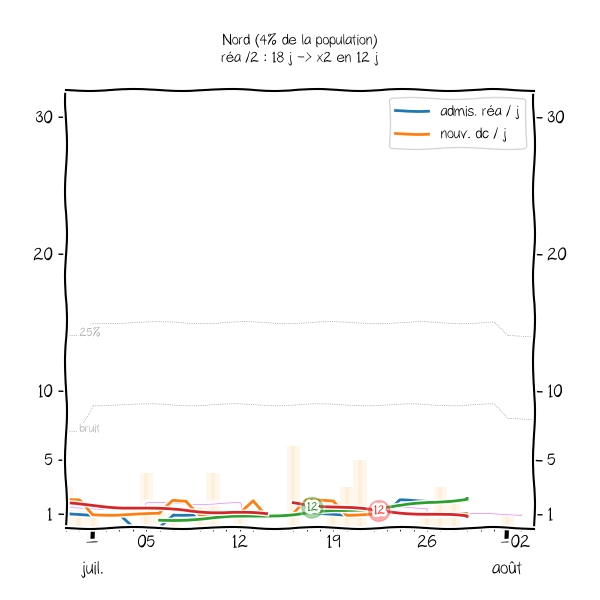 Nord (4% de la population)
réa /2 : 18 j -> x2 en 12 j
admis. réa / j
nouv. dc / j
30
30
20
20
25%
10
10
bruit
5
5
12
12
1
1
05
12
19
26
02
juil.
août